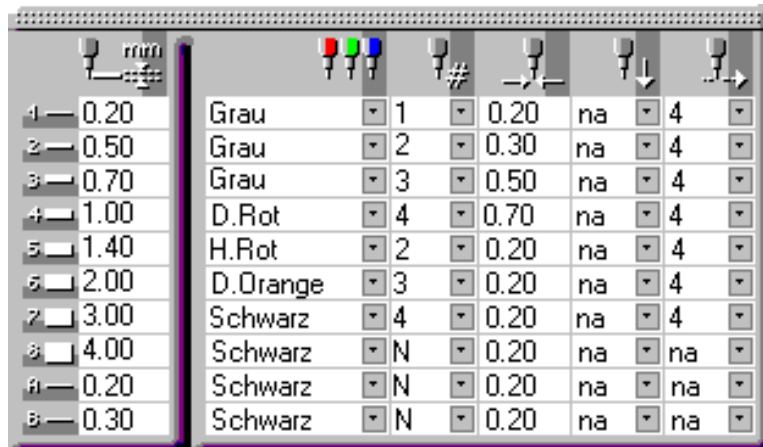 mm #
1 0.20 Grau 1 0.20 na 4
2 0.50 Grau 2 0.30 na 4
3 0.70 Grau 3 0.50 na 4
4 1.00 D.Rot 4 0.70 na 4
5 1.40 H.Rot 2 0.20 na 4
6 2.00 D.Orange 3 0.20 na 4
7 3.00 Schwarz 4 0.20 na 4
8 4.00 Schwarz N 0.20 na na
A 0.20 Schwarz N 0.20 na na
B 0.30 Schwarz N 0.20 na na